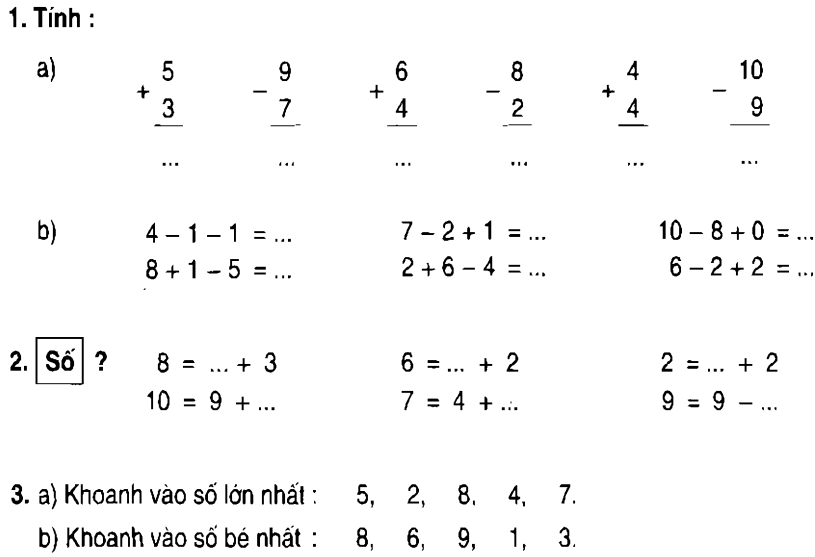 1. Tính :
a) 5 9 6 8 4 10
+ − + − + −
3 7 4 2 4 9
... ... ... ... ... ...
b) 4 – 1 – 1 = ... 7 – 2 + 1 = ... 10 – 8 + 0 = ...
8 + 1 – 5 = ... 2 + 6 – 4 = ... 6 – 2 + 2 = ...
2. Số ? 8 = ... + 3 6 = ... + 2 2 = ... + 2
10 = 9 + ... 7 = 4 + ... 9 = 9 – ...
3. a) Khoanh vào số lớn nhất : 5, 2, 8, 4, 7.
b) Khoanh vào số bé nhất : 8, 6, 9, 1, 3.